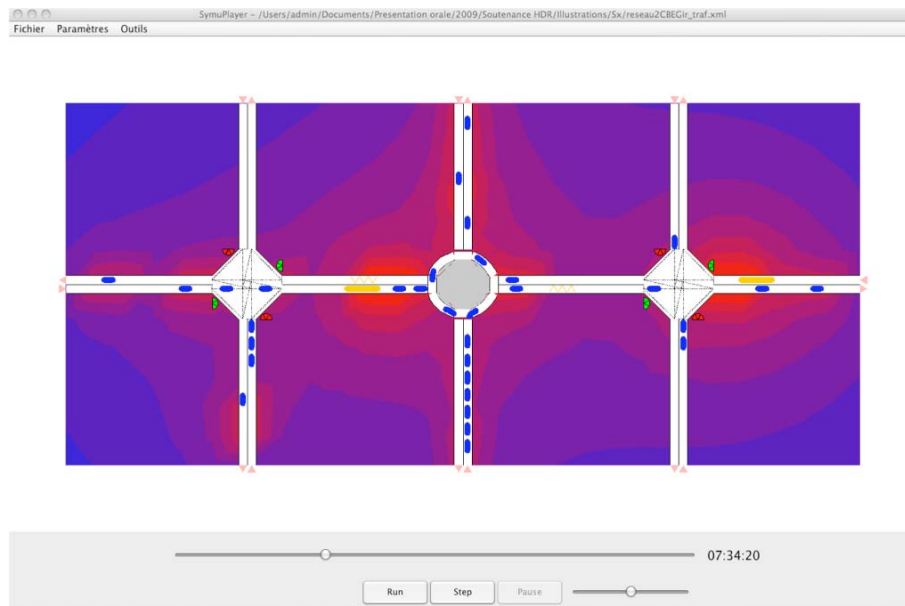 SymuPlayer - /Users/admin/Documents/Presentation orale/2009/Soutenance HDR/Illustrations/Sx/reseau2CBEGir_traf.xml
Fichier Paramètres Outils
07:34:20
Run Step Pause